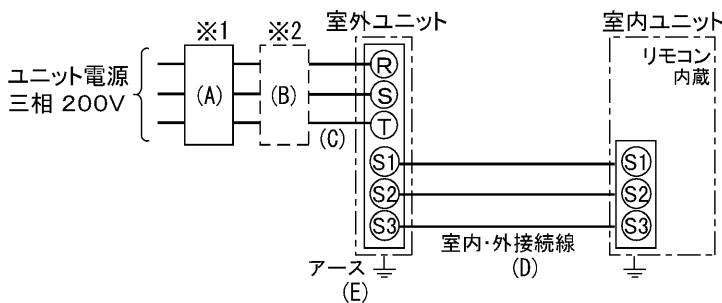 ※1
※2
室外ユニット
室内ユニット
ユニット電源
三相 200V
(A)
(B)
(C)
R
S
T
S1
S2
S3
リモコン
内蔵
S1
S2
S3
室内・外接続線
(D)
アース
(E)